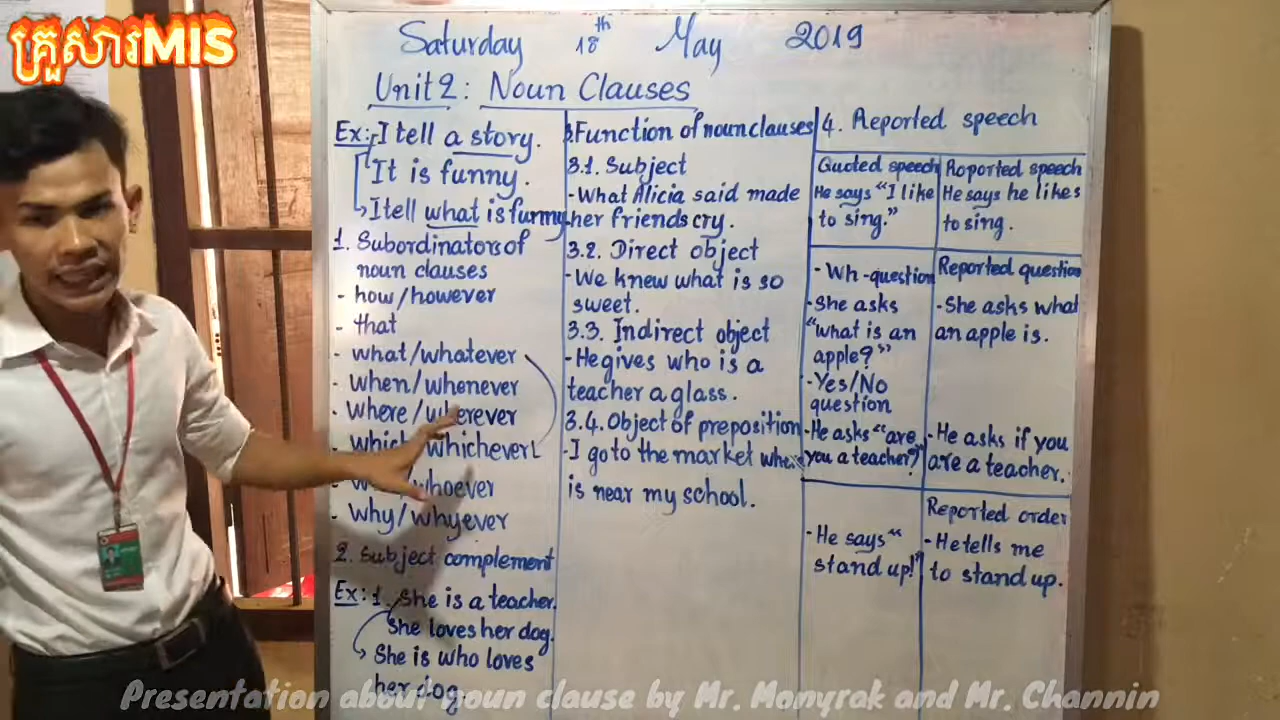 គ្រួសារMIS
Saturday 18th May 2019
Unit 2: Noun Clauses
Ex: I tell a story.
It is funny.
I tell what is funny.
1. Subordinators of
noun clauses
- how/however
- that
- what/whatever
- when/whenever
- where/wherever
- which/whichever
whoever
- why/whyever
2. Subject complement
Ex: 1. She is a teacher.
She loves her dog.
She is who loves
her dog.
3.Function of noun clauses
3.1. Subject
- What Alicia said made
her friends cry.
3.2. Direct object
- We knew what is so
sweet.
3.3. Indirect object
- He gives who is a
teacher a glass.
3.4. Object of preposition
- I go to the market
is near my school.
4. Reported speech
Quoted speech
He says "I like
to sing."
Roported speech
He says he likes
to sing.
- Wh-question
- She asks
"what is an
apple?"
- Yes/No
question
- He asks "are
you a teacher?"
Reported question
- She asks what
an apple is.
- He asks if you
are a teacher.
- He says "
stand up!"
Reported order
- He tells me
to stand up.
Presentation about noun clause by Mr. Monyrak and Mr. Channin